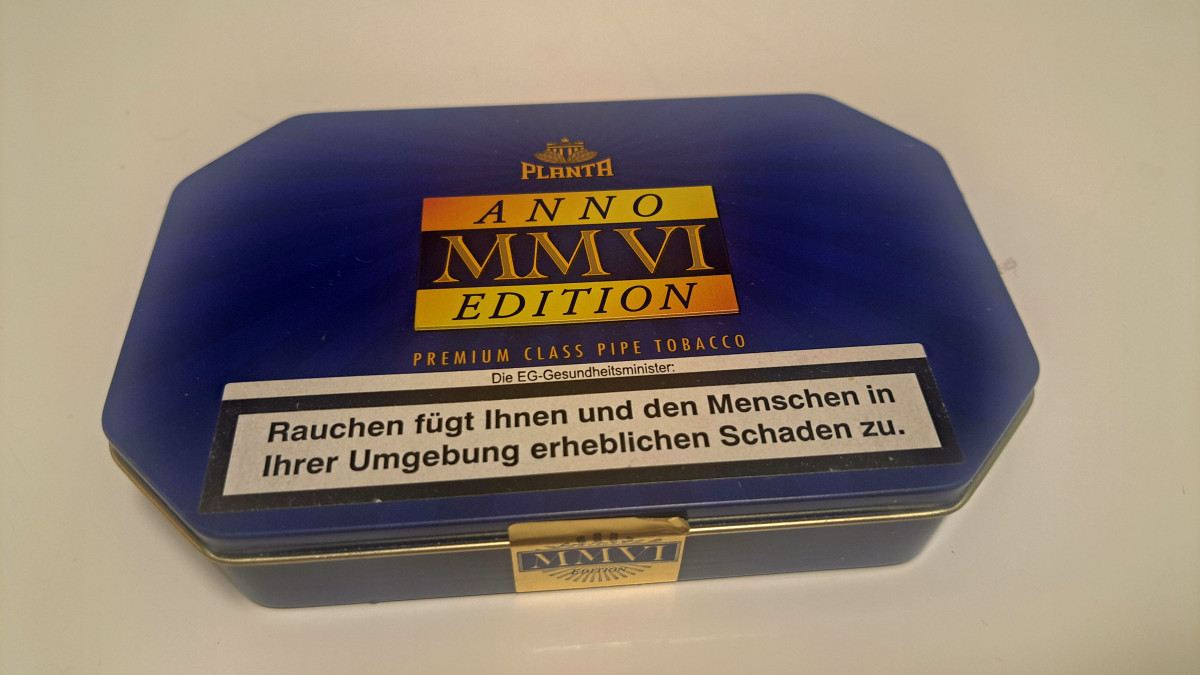 PLANTA
ANNO
MMVI
EDITION
PREMIUM CLASS PIPE TOBACCO
Die EG-Gesundheitsminister:
Rauchen fügt Ihnen und den Menschen in
Ihrer Umgebung erheblichen Schaden zu.
MMVI
EDITION